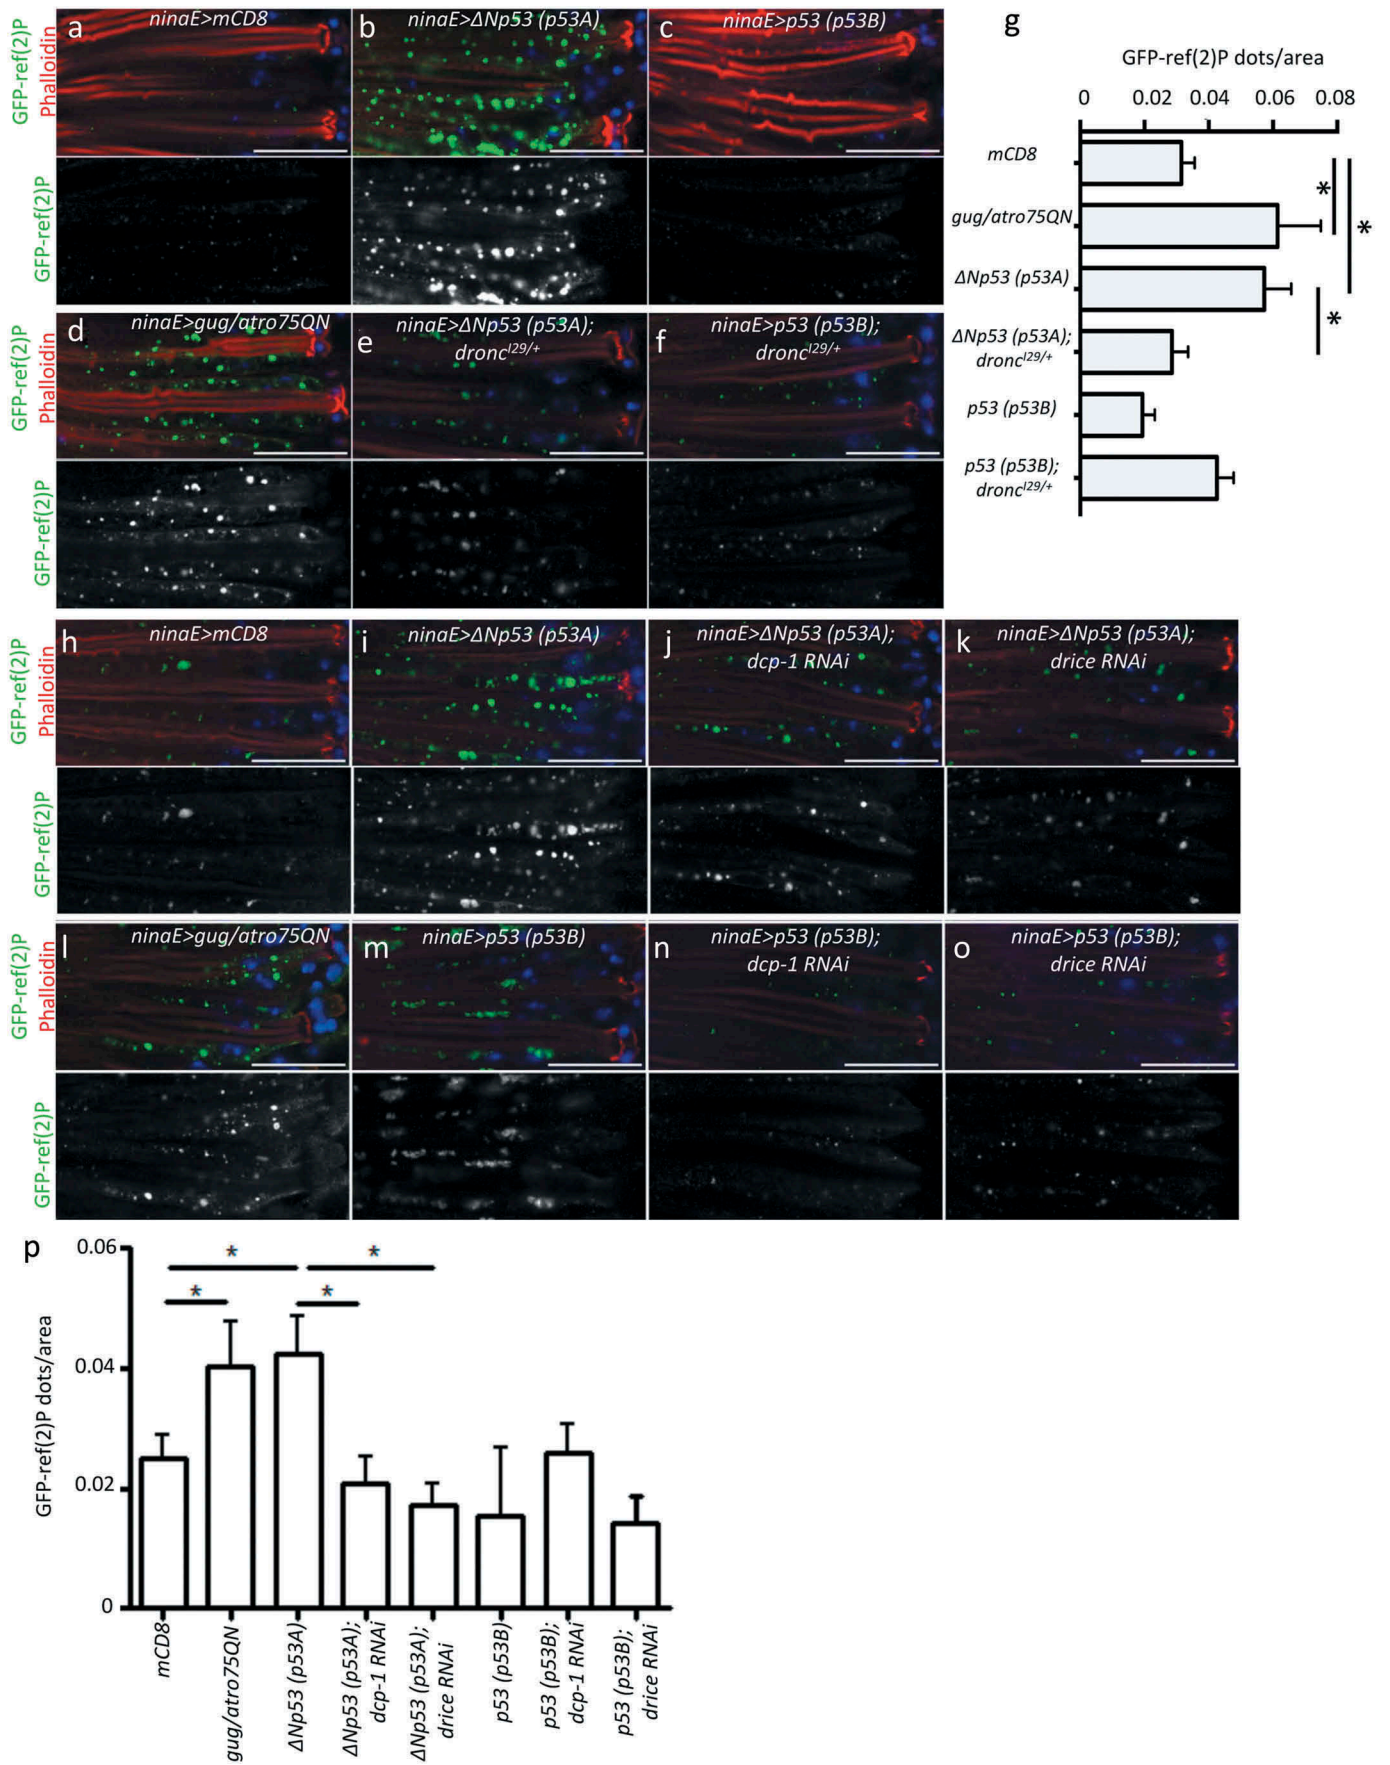 GFP-ref(2)P
Phalloidin
a
ninaE>mCD8
b
ninaE>ΔNp53 (p53A)
c
ninaE>p53 (p53B)
GFP-ref(2)P
g
GFP-ref(2)P dots/area
0 0.02 0.04 0.06 0.08
mCD8
gug/atro75QN
ΔNp53 (p53A)
ΔNp53 (p53A);
droncI29/+
p53 (p53B)
p53 (p53B);
droncI29/+
*
*
*
GFP-ref(2)P
Phalloidin
d
ninaE>gug/atro75QN
e
ninaE>ΔNp53 (p53A);
droncI29/+
f
ninaE>p53 (p53B);
droncI29/+
GFP-ref(2)P
GFP-ref(2)P
Phalloidin
h
ninaE>mCD8
i
ninaE>ΔNp53 (p53A)
j
ninaE>ΔNp53 (p53A);
dcp-1 RNAi
k
ninaE>ΔNp53 (p53A);
drice RNAi
GFP-ref(2)P
GFP-ref(2)P
Phalloidin
l
ninaE>gug/atro75QN
m
ninaE>p53 (p53B)
n
ninaE>p53 (p53B);
dcp-1 RNAi
o
ninaE>p53 (p53B);
drice RNAi
GFP-ref(2)P
p
GFP-ref(2)P dots/area
0.06
0.04
0.02
0
*
*
*
*
mCD8
gug/atro75QN
ΔNp53 (p53A)
ΔNp53 (p53A);
dcp-1 RNAi
ΔNp53 (p53A);
drice RNAi
p53 (p53B)
p53 (p53B);
dcp-1 RNAi
p53 (p53B);
drice RNAi